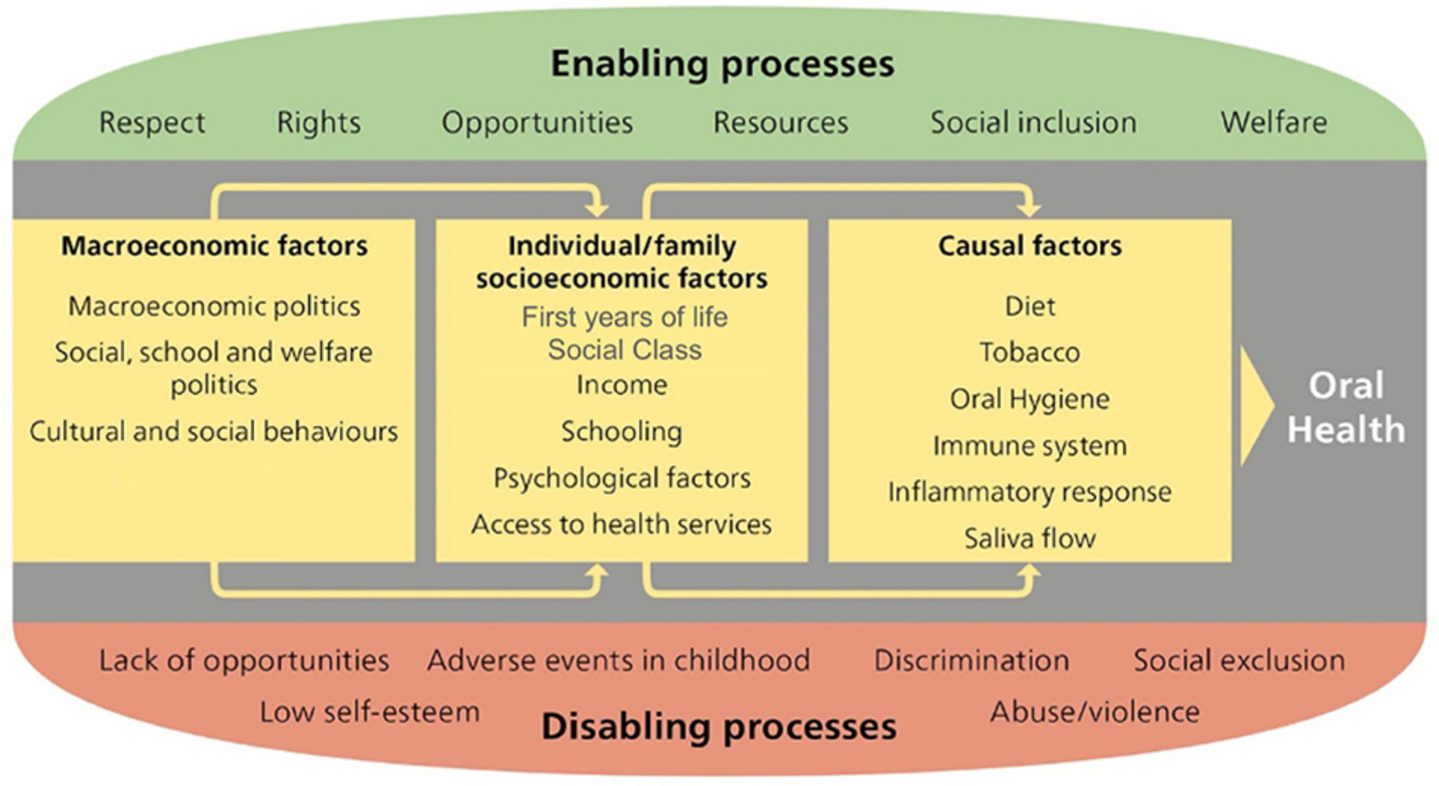 Enabling processes
Respect Rights Opportunities Resources Social inclusion Welfare
Macroeconomic factors
Macroeconomic politics
Social, school and welfare
politics
Cultural and social behaviours
Individual/family
socioeconomic factors
First years of life
Social Class
Income
Schooling
Psychological factors
Access to health services
Causal factors
Diet
Tobacco
Oral Hygiene
Immune system
Inflammatory response
Saliva flow
Oral
Health
Lack of opportunities Adverse events in childhood Discrimination Social exclusion
Low self-esteem Disabling processes Abuse/violence